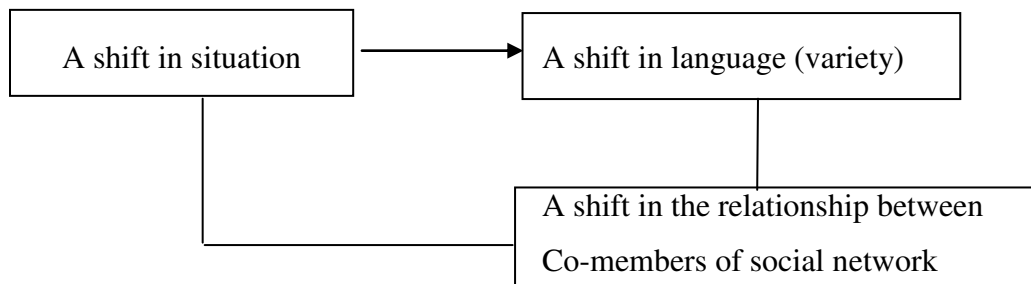 A shift in situation
A shift in language (variety)
A shift in the relationship between
Co-members of social network